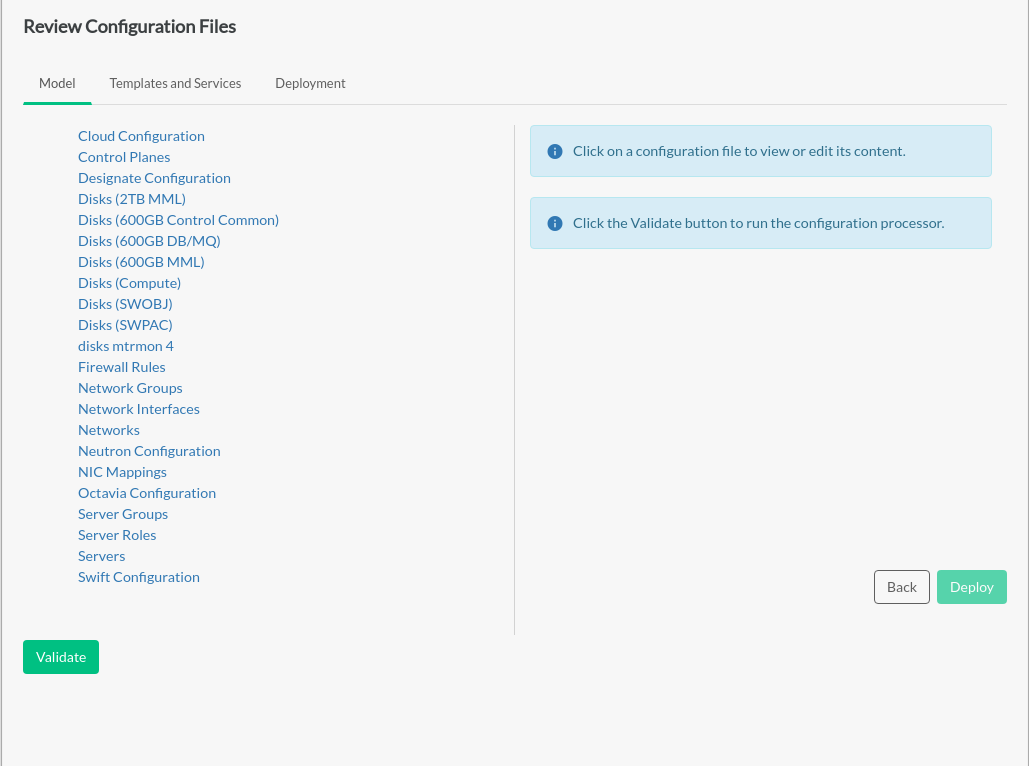 Review Configuration Files
Model
Templates and Services
Deployment
Cloud Configuration
Control Planes
Designate Configuration
Disks (2TB MML)
Disks (600GB Control Common)
Disks (600GB DB/MQ)
Disks (600GB MML)
Disks (Compute)
Disks (SWOBJ)
Disks (SWPAC)
disks mtrmon 4
Firewall Rules
Network Groups
Network Interfaces
Networks
Neutron Configuration
NIC Mappings
Octavia Configuration
Server Groups
Server Roles
Servers
Swift Configuration
Click on a configuration file to view or edit its content.
Click the Validate button to run the configuration processor.
Back
Deploy
Validate